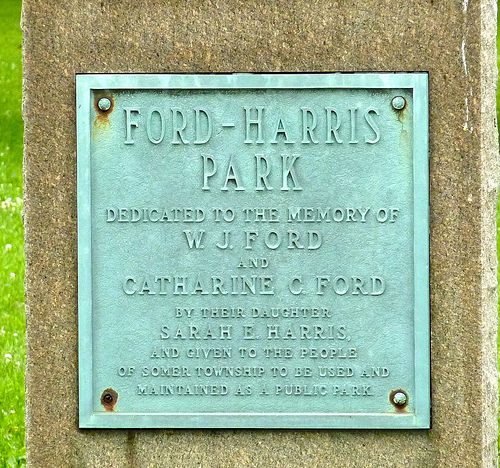 FORD-HARRIS
PARK
DEDICATED TO THE MEMORY OF
W. J. FORD
AND
CATHARINE C. FORD
BY THEIR DAUGHTER
SARAH E. HARRIS,
AND GIVEN TO THE PEOPLE
OF SOMER TOWNSHIP TO BE USED AND
MAINTAINED AS A PUBLIC PARK.